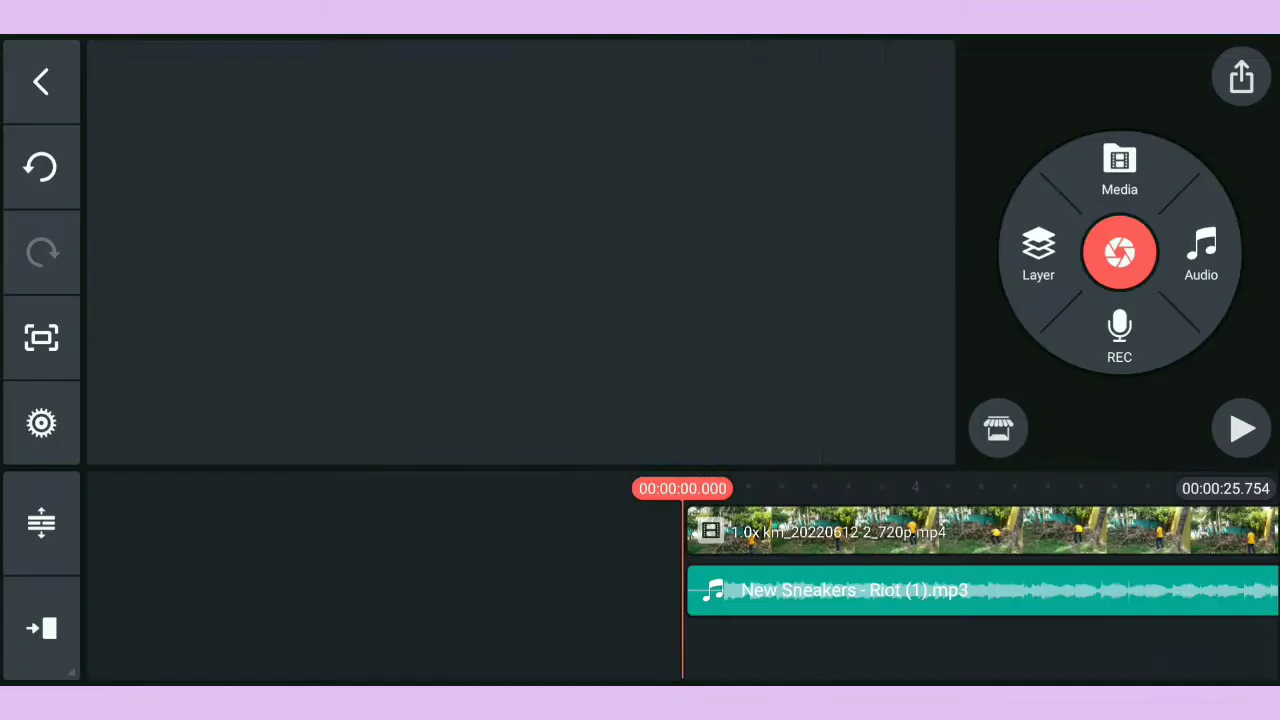 Media
Layer
Audio
REC
00:00:00.000
4
00:00:25.754
1.0x km_20220612-2_720p.mp4
New Sneakers - Riot (1).mp3